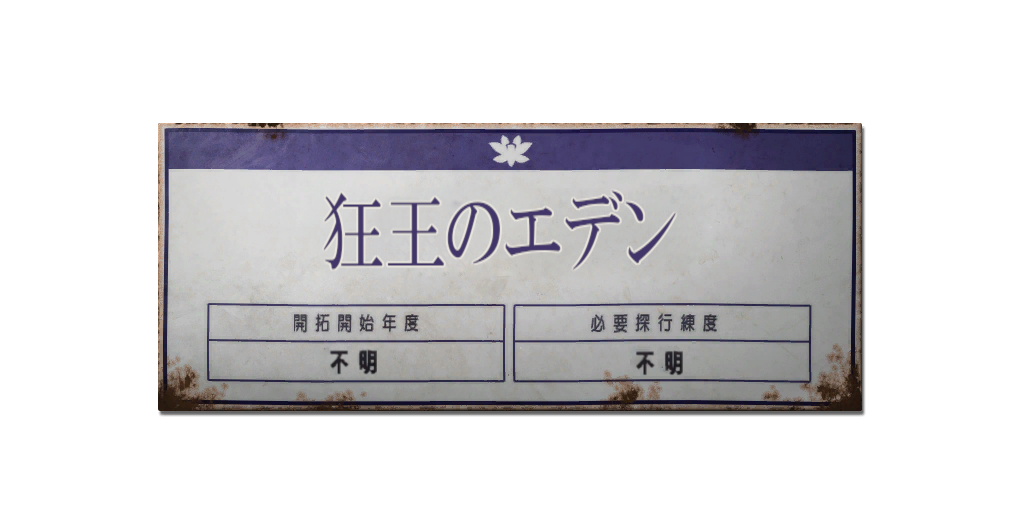 狂王のエデン
開拓開始年度
必要探行練度
不明
不明